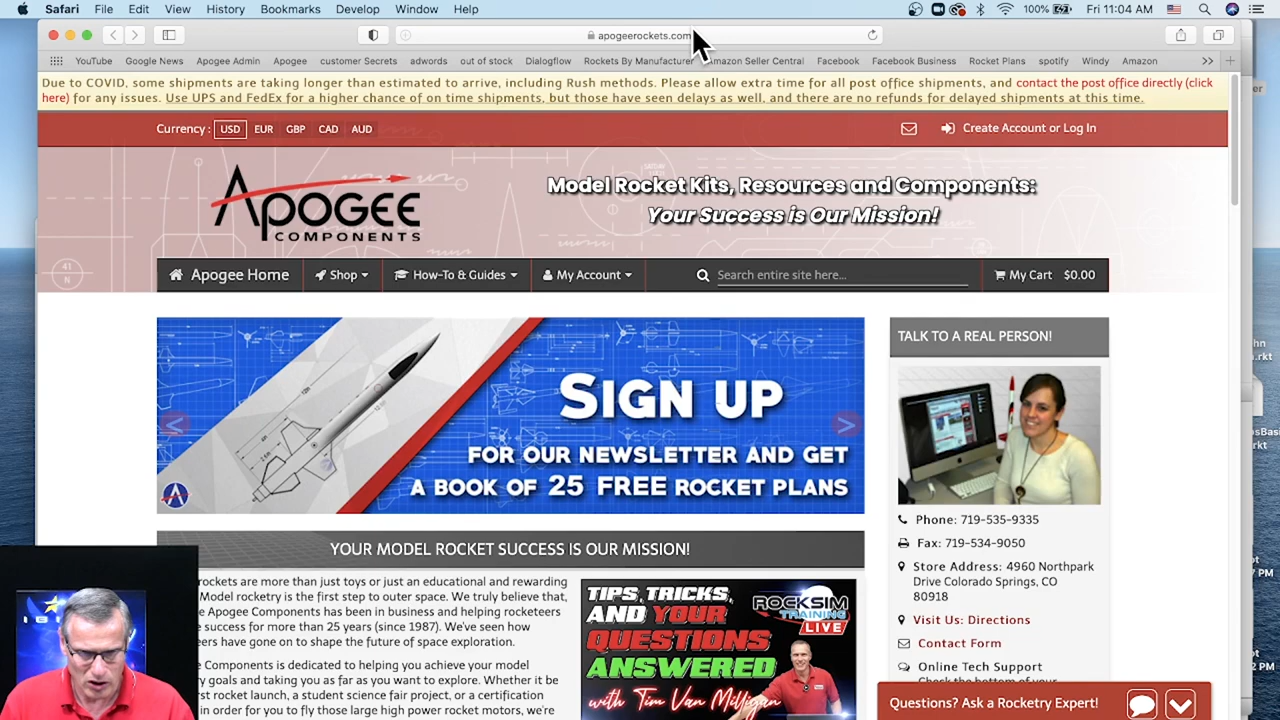 Safari File Edit View History Bookmarks Develop Window Help 100% Fri 11:04 AM
apogeerockets.com
YouTube Google News Apogee Admin Apogee customer Secrets adwords out of stock Dialogflow Rockets By Manufacturer Amazon Seller Central Facebook Facebook Business Rocket Plans spotify Windy Amazon
Due to COVID, some shipments are taking longer than estimated to arrive, including Rush methods. Please allow extra time for all post office shipments, and contact the post office directly (click
here) for any issues. Use UPS and FedEx for a higher chance of on time shipments, but those have seen delays as well, and there are no refunds for delayed shipments at this time.
Currency : USD EUR GBP CAD AUD
Create Account or Log In
APOGEE
COMPONENTS
Model Rocket Kits, Resources and Components:
Your Success is Our Mission!
Apogee Home Shop How-To & Guides My Account Search entire site here... My Cart $0.00
SIGN UP
FOR OUR NEWSLETTER AND GET
A BOOK OF 25 FREE ROCKET PLANS
TALK TO A REAL PERSON!
Phone: 719-535-9335
Fax: 719-534-9050
Store Address: 4960 Northpark
Drive Colorado Springs, CO
80918
Visit Us: Directions
Contact Form
Online Tech Support
YOUR MODEL ROCKET SUCCESS IS OUR MISSION!
rockets are more than just toys or just an educational and rewarding
Model rocketry is the first step to outer space. We truly believe that,
Apogee Components has been in business and helping rocketeers
success for more than 25 years (since 1987). We've seen how
have gone on to shape the future of space exploration.
Components is dedicated to helping you achieve your model
goals and taking you as far as you want to explore. Whether it be
rocket launch, a student science fair project, or a certification
in order for you to fly those large high power rocket motors, we're
TIPS, TRICKS,
AND YOUR
QUESTIONS
ANSWERED
with Tim Van Milligan
ROCKSIM
TRAINING
LIVE
Questions? Ask a Rocketry Expert!